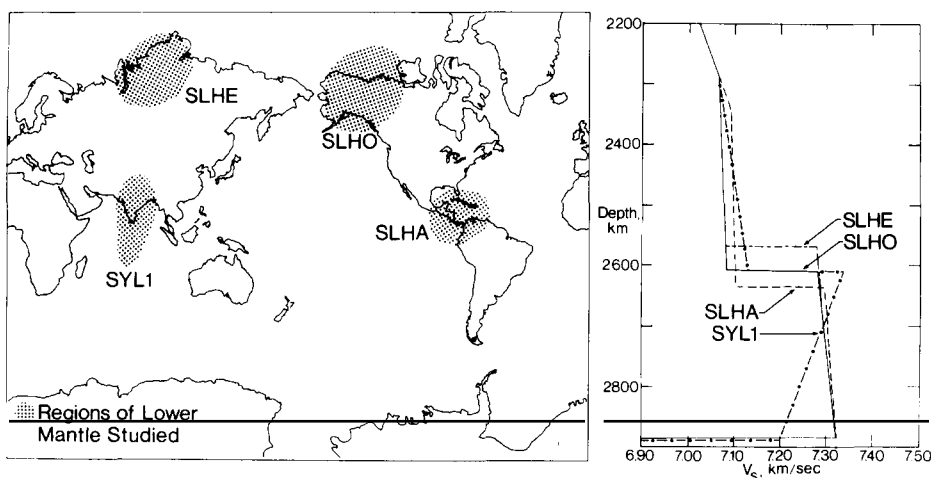 SLHE
SLHO
SLHA
SYL1
Regions of Lower
Mantle Studied
2200
2400
Depth,
km
2600
2800
SLHE
SLHO
SLHA
SYL1
6.90 7.00 7.10 7.20 7.30 7.40 7.50
Vs, km/sec